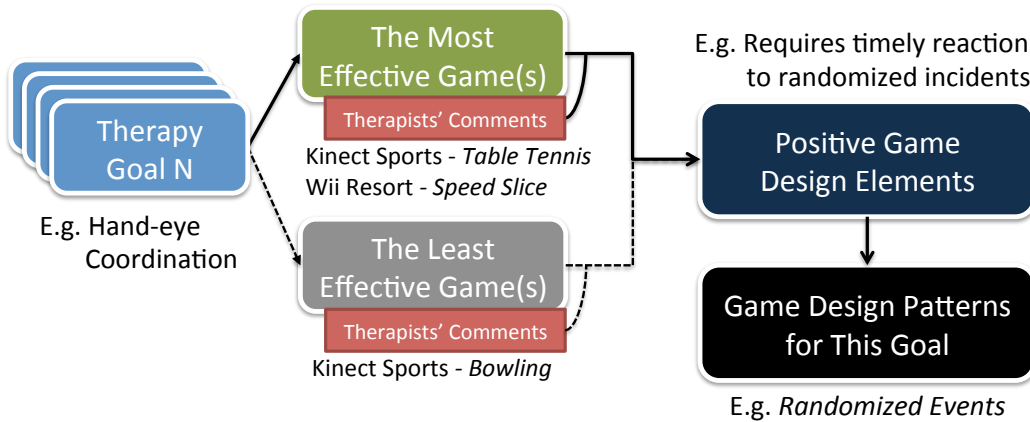 Therapy
Goal N
E.g. Hand-eye
Coordination
The Most
Effective Game(s)
Therapists' Comments
Kinect Sports - Table Tennis
Wii Resort - Speed Slice
The Least
Effective Game(s)
Therapists' Comments
Kinect Sports - Bowling
E.g. Requires timely reaction
to randomized incidents
Positive Game
Design Elements
Game Design Patterns
for This Goal
E.g. Randomized Events